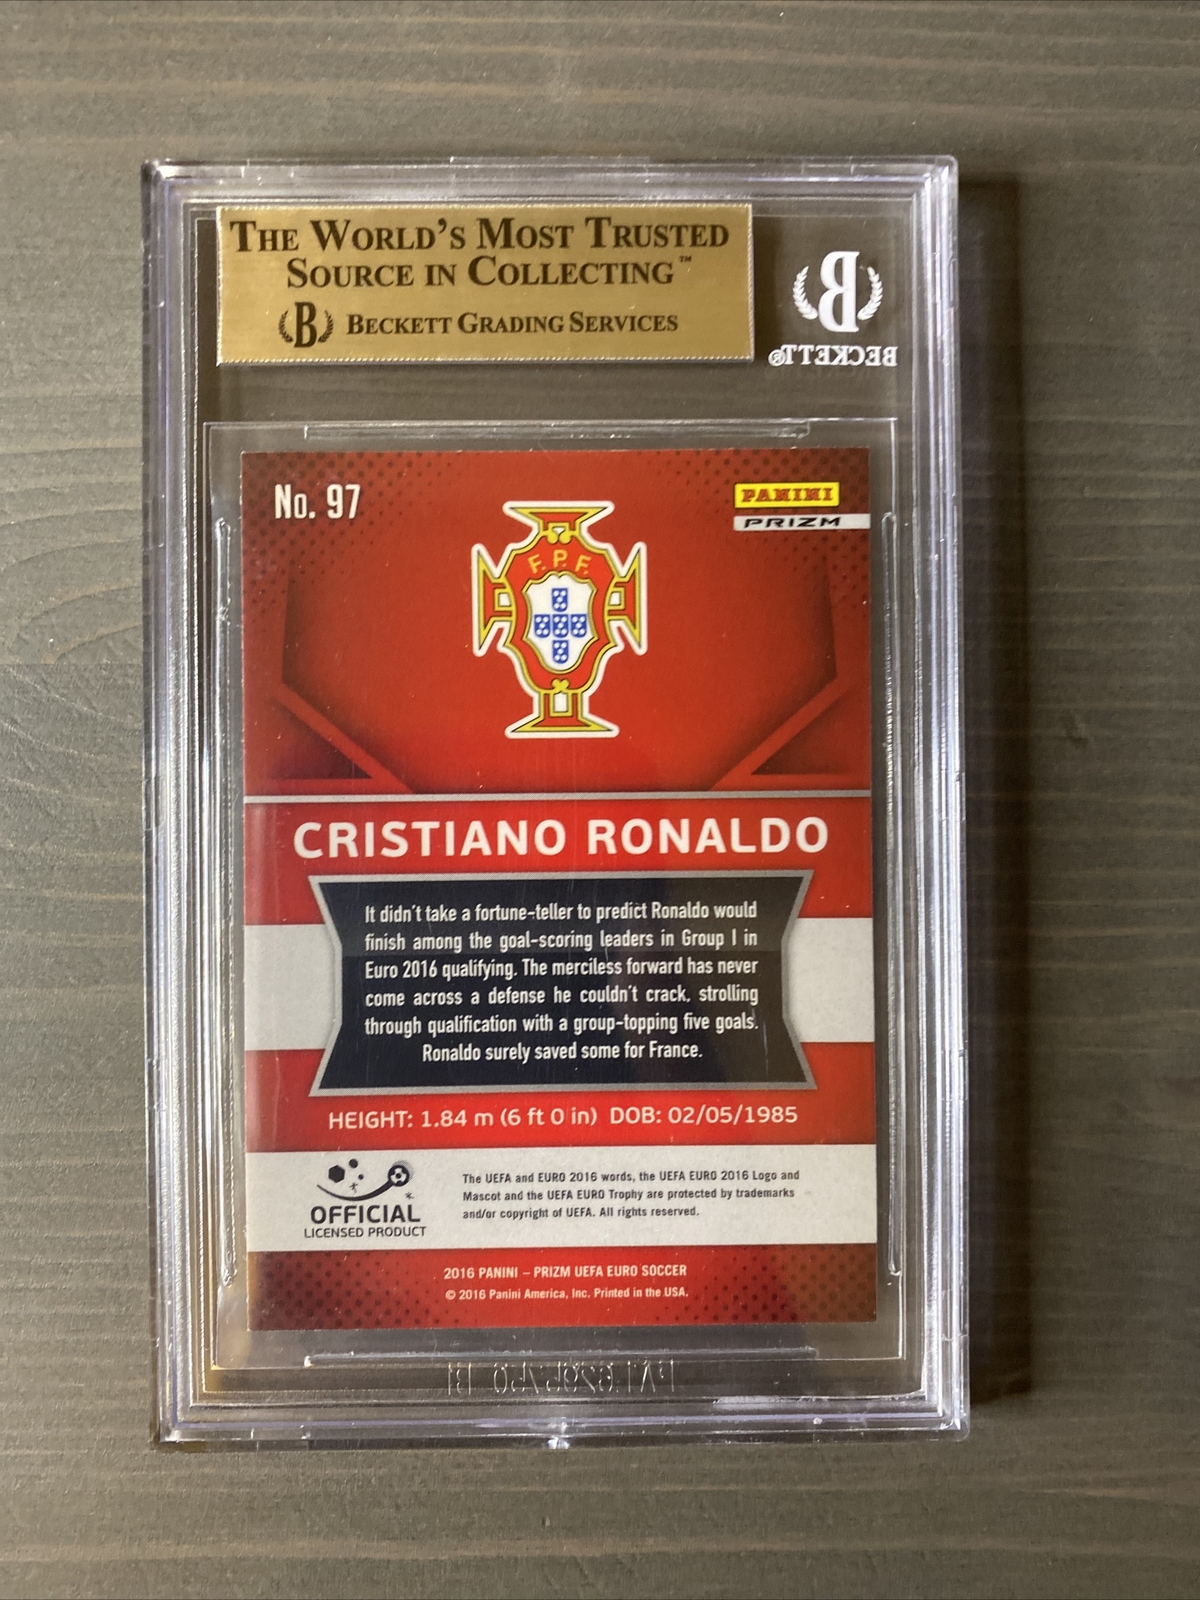 THE WORLD'S MOST TRUSTED
SOURCE IN COLLECTING™
B BECKETT GRADING SERVICES
B
BECKETT®
No. 97
PANINI
PRIZM
F.P.F.
CRISTIANO RONALDO
It didn't take a fortune-teller to predict Ronaldo would
finish among the goal-scoring leaders in Group I in
Euro 2016 qualifying. The merciless forward has never
come across a defense he couldn't crack, strolling
through qualification with a group-topping five goals.
Ronaldo surely saved some for France.
HEIGHT: 1.84 m (6 ft 0 in) DOB: 02/05/1985
OFFICIAL
LICENSED PRODUCT
The UEFA and EURO 2016 words, the UEFA EURO 2016 Logo and
Mascot and the UEFA EURO Trophy are protected by trademarks
and/or copyright of UEFA. All rights reserved.
2016 PANINI – PRIZM UEFA EURO SOCCER
© 2016 Panini America, Inc. Printed in the USA.